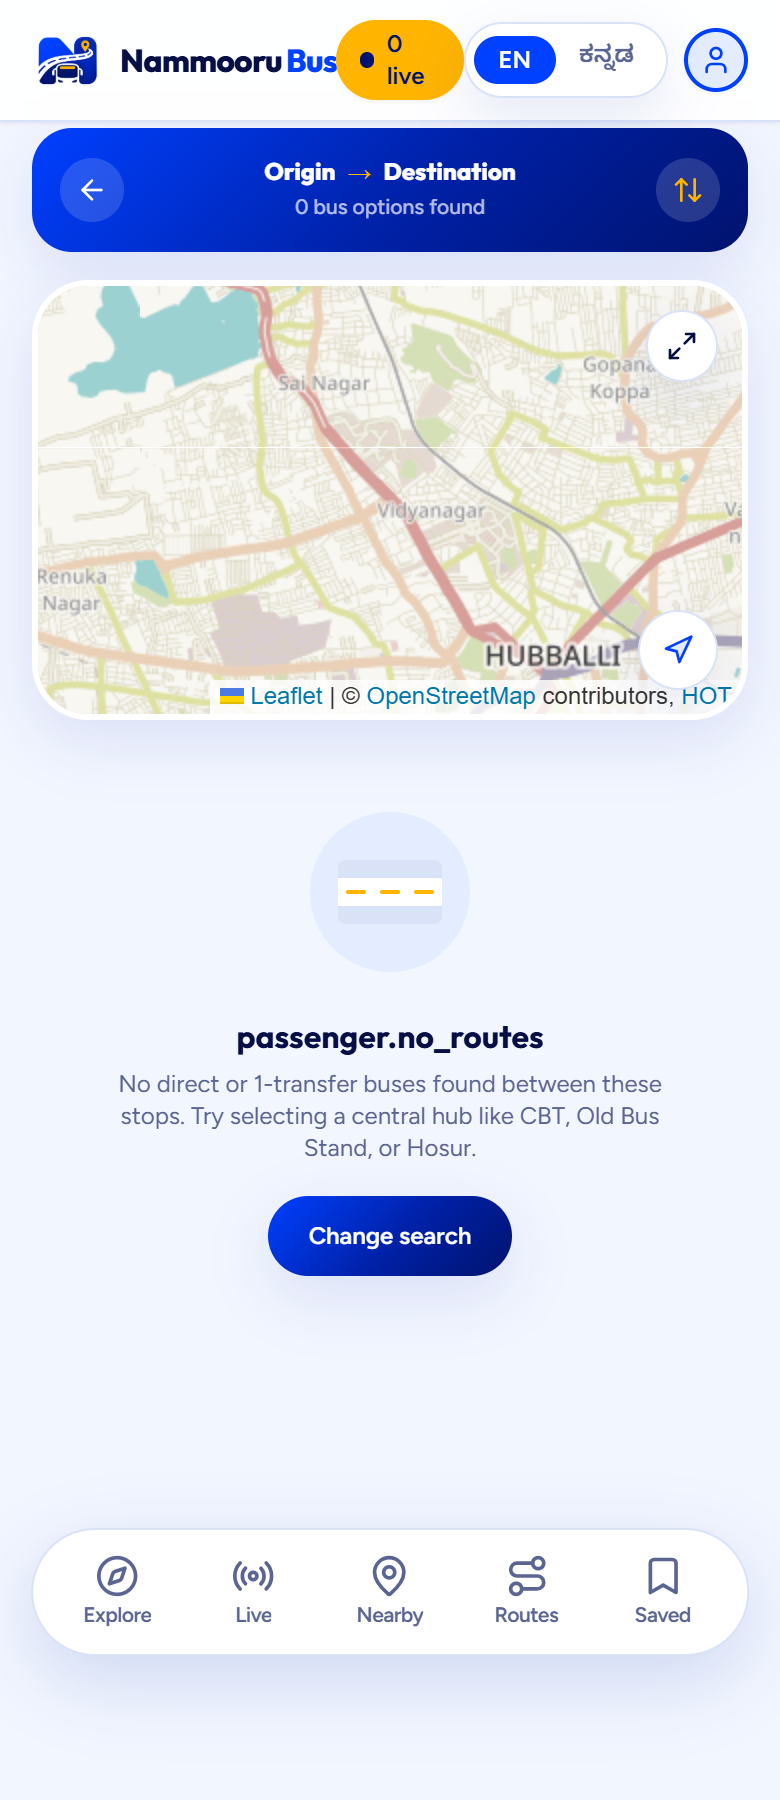 Nammooru Bus
0
live
EN
ಕನ್ನಡ
Origin → Destination
0 bus options found
Sai Nagar
Gopana
Koppa
Vidyanagar
Renuka
Nagar
HUBBALLI
Leaflet | © OpenStreetMap contributors, HOT
passenger.no_routes
No direct or 1-transfer buses found between these
stops. Try selecting a central hub like CBT, Old Bus
Stand, or Hosur.
Change search
Explore
Live
Nearby
Routes
Saved